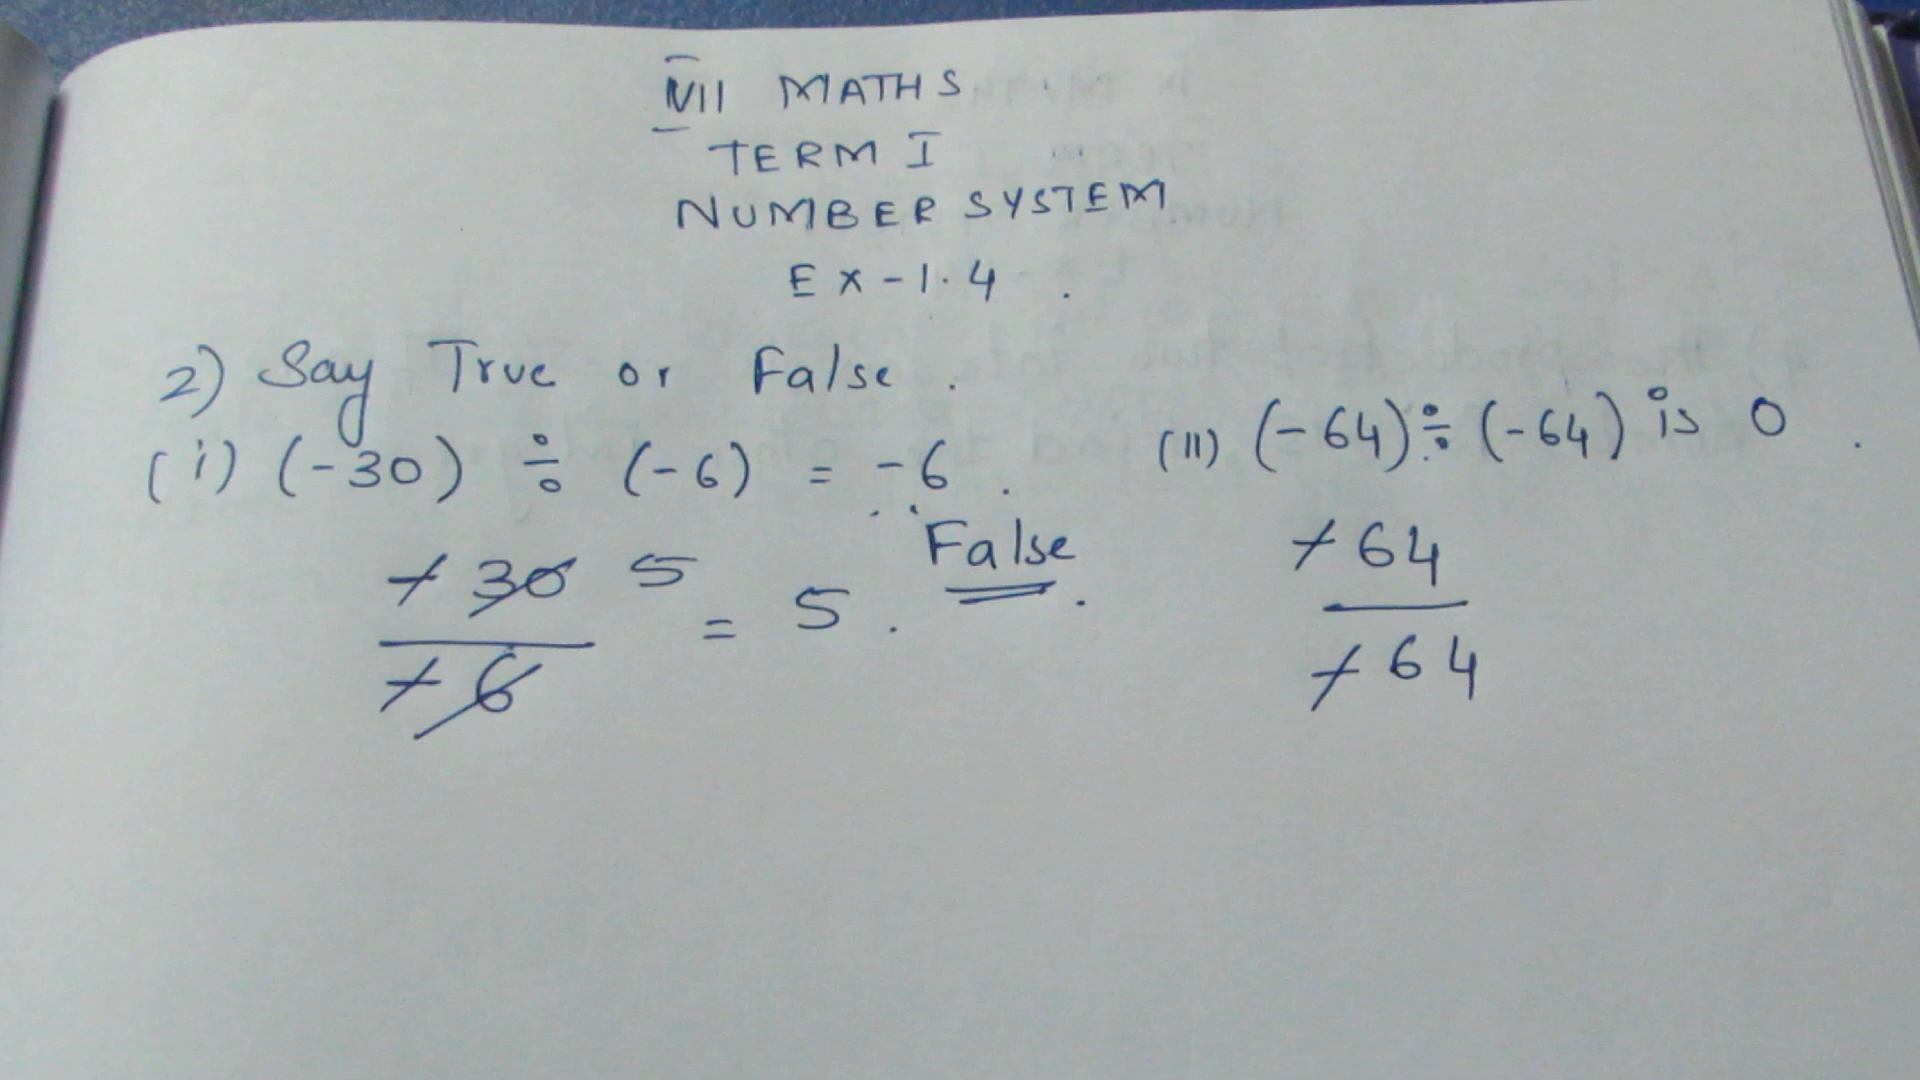 VII MATHS
TERM I
NUMBER SYSTEM
EX-1.4
2) Say True or False.
(i) (-30) ÷ (-6) = -6.
(ii) (-64) ÷ (-64) is 0.
False.
+30 5
= 5.
+6
+64
+64